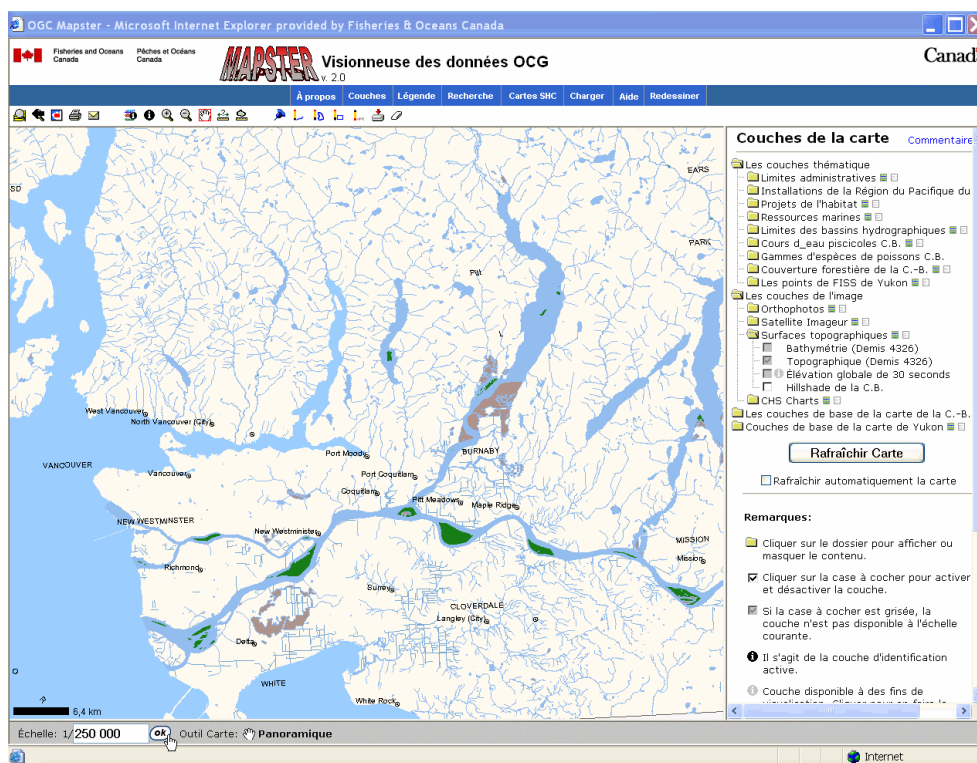 OGC Mapster - Microsoft Internet Explorer provided by Fisheries & Oceans Canada
Fisheries and Oceans Canada
Pêches et Océans Canada
MAPSTER
v. 2.0
Visionneuse des données OCG
Canad
À propos
Couches
Légende
Recherche
Cartes SHC
Charger
Aide
Redessiner
SD
EARS
PARK
Pitt
West Vancouver
North Vancouver (City)
Port Moody
BURNABY
VANCOUVER
Vancouver
Port Coquitlam
Coquitlam
Pitt Meadows
Maple Ridge
NEW WESTMINSTER
New Westminister
MISSION
Mission
Richmond
Surrey
CLOVERDALE
Langley (City)
Delta
WHITE
White Rock
6,4 km
Couches de la carte
Commentaire
Les couches thématique
Limites administratives
Installations de la Région du Pacifique du
Projets de l'habitat
Ressources marines
Limites des bassins hydrographiques
Cours d_eau piscicoles C.B.
Gammes d'espèces de poissons C.B.
Couverture forestière de la C.-B.
Les points de FISS de Yukon
Les couches de l'image
Orthophotos
Satellite Imageur
Surfaces topographiques
Bathymétrie (Demis 4326)
Topographique (Demis 4326)
Élévation globale de 30 seconds
Hillshade de la C.B.
CHS Charts
Les couches de base de la carte de la C.-B.
Couches de base de la carte de Yukon
Rafraîchir Carte
Rafraîchir automatiquement la carte
Remarques:
Cliquer sur le dossier pour afficher ou
masquer le contenu.
Cliquer sur la case à cocher pour activer
et désactiver la couche.
Si la case à cocher est grisée, la
couche n'est pas disponible à l'échelle
courante.
Il s'agit de la couche d'identification
active.
Couche disponible à des fins de
Échelle: 1/250 000
ok
Outil Carte:
Panoramique
Internet